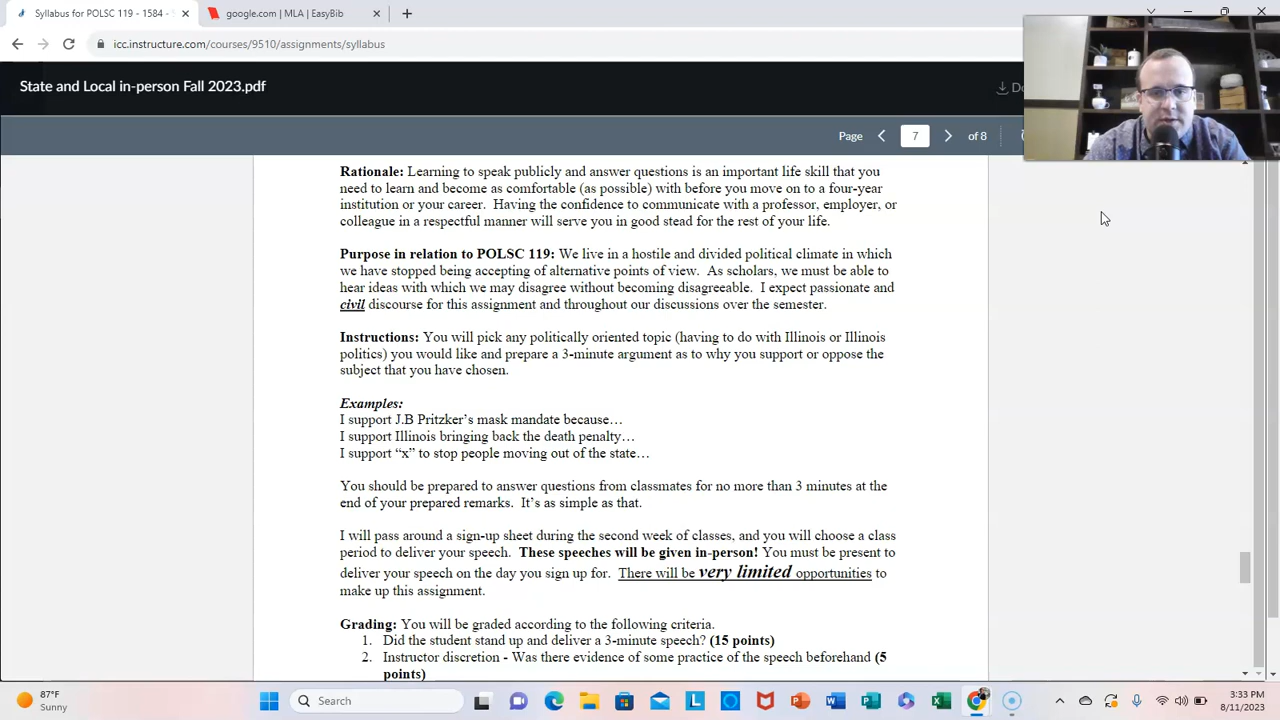 Syllabus for POLSC 119 - 1584 - S
google.com | MLA | EasyBib
icc.instructure.com/courses/9510/assignments/syllabus
State and Local in-person Fall 2023.pdf
Page 7 of 8
Rationale: Learning to speak publicly and answer questions is an important life skill that you
need to learn and become as comfortable (as possible) with before you move on to a four-year
institution or your career. Having the confidence to communicate with a professor, employer, or
colleague in a respectful manner will serve you in good stead for the rest of your life.
Purpose in relation to POLSC 119: We live in a hostile and divided political climate in which
we have stopped being accepting of alternative points of view. As scholars, we must be able to
hear ideas with which we may disagree without becoming disagreeable. I expect passionate and
civil discourse for this assignment and throughout our discussions over the semester.
Instructions: You will pick any politically oriented topic (having to do with Illinois or Illinois
politics) you would like and prepare a 3-minute argument as to why you support or oppose the
subject that you have chosen.
Examples:
I support J.B Pritzker's mask mandate because…
I support Illinois bringing back the death penalty…
I support “x” to stop people moving out of the state…
You should be prepared to answer questions from classmates for no more than 3 minutes at the
end of your prepared remarks. It's as simple as that.
I will pass around a sign-up sheet during the second week of classes, and you will choose a class
period to deliver your speech. These speeches will be given in-person! You must be present to
deliver your speech on the day you sign up for. There will be very limited opportunities to
make up this assignment.
Grading: You will be graded according to the following criteria.
1. Did the student stand up and deliver a 3-minute speech? (15 points)
2. Instructor discretion - Was there evidence of some practice of the speech beforehand (5
points)
87°F
Sunny
Search
3:33 PM
8/11/2023